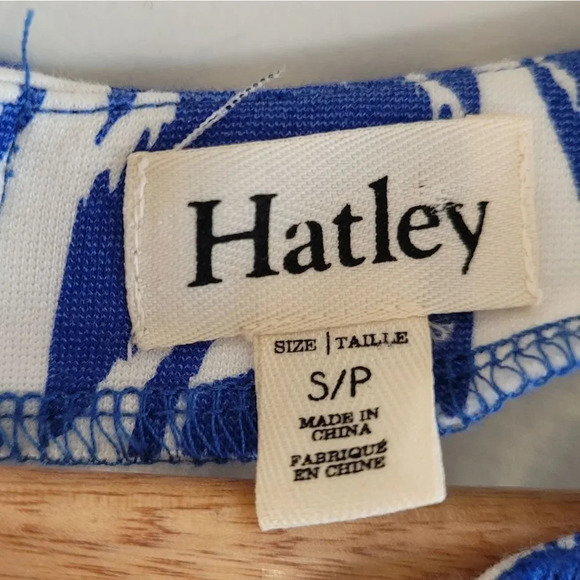 Hatley
SIZE | TAILLE
S/P
MADE IN
CHINA
FABRIQUÉ
EN CHINE